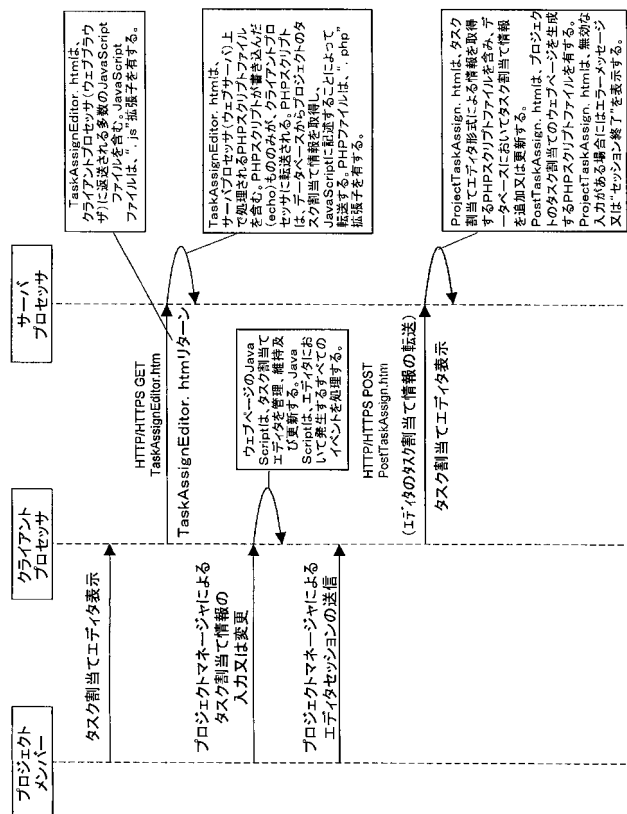 プロジェクト
メンバー
クライアント
プロセッサ
サーバ
プロセッサ
タスク割当てエディタ表示
HTTP/HTTPS GET
TaskAssignEditor.htm
TaskAssignEditor. htmリターン
TaskAssignEditor. htmは、
クライアントプロセッサ(ウェブブラウ
ザ)に返送される多数のJavaScript
ファイルを含む。JavaScript
ファイルは、“.js”拡張子を有する。
TaskAssignEditor. htmは、
サーバプロセッサ(ウェブサーバ)上
で処理されるPHPスクリプトファイル
を含む。PHPスクリプトが書き込んだ
(echo)もののみが、クライアントプロ
セッサに転送される。PHPスクリプト
は、データベースからプロジェクトのタ
スク割当て情報を取得し、
JavaScriptに記述することによって
転送する。PHPファイルは、“. php”
拡張子を有する。
プロジェクトマネージャによる
タスク割当て情報の
入力又は変更
ウェブページのJava
Scriptは、タスク割当て
エディタを管理、維持及
び更新する。Java
Scriptは、エディタにお
いて発生するすべての
イベントを処理する。
プロジェクトマネージャによる
エディタセッションの送信
HTTP/HTTPS POST
PostTaskAssign.htm
(エディタのタスク割当て情報の転送)
タスク割当てエディタ表示
ProjectTaskAssign. htmは、タスク
割当てエディタ形式による情報を取得
するPHPスクリプトファイルを含み、デ
ータベースにおいてタスク割当て情報
を追加又は更新する。
PostTaskAssign. htmは、プロジェク
トのタスク割当てのウェブページを生成
するPHPスクリプトファイルを有する。
ProjectTaskAssign. htmは、無効な
入力がある場合にはエラーメッセージ
又は“セッション終了”を表示する。